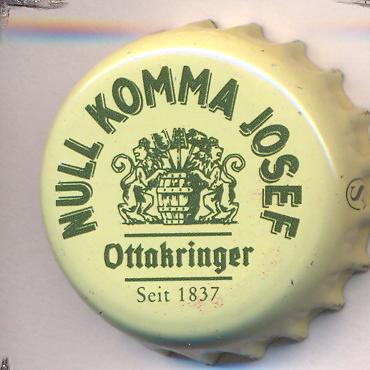 NULL KOMMA JOSEF
Ottakringer
Seit 1837
S